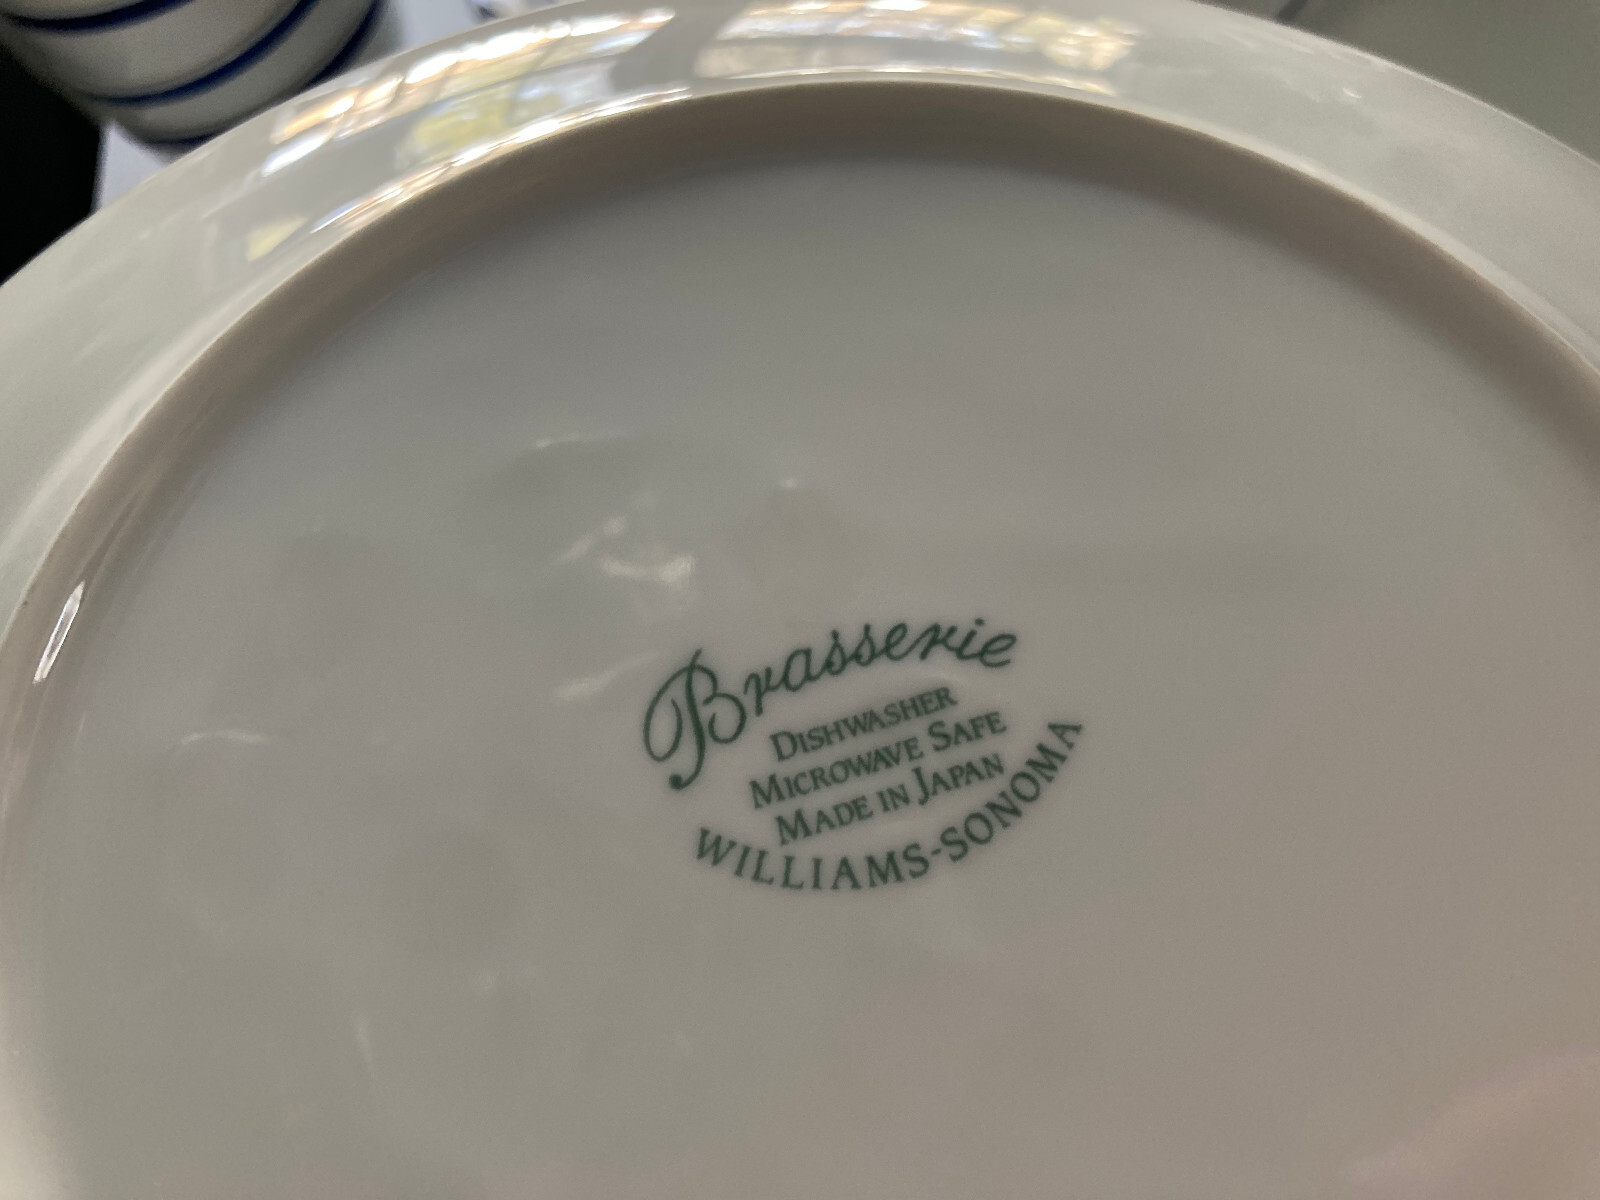 Brasserie
DISHWASHER
MICROWAVE SAFE
MADE IN JAPAN
WILLIAMS-SONOMA